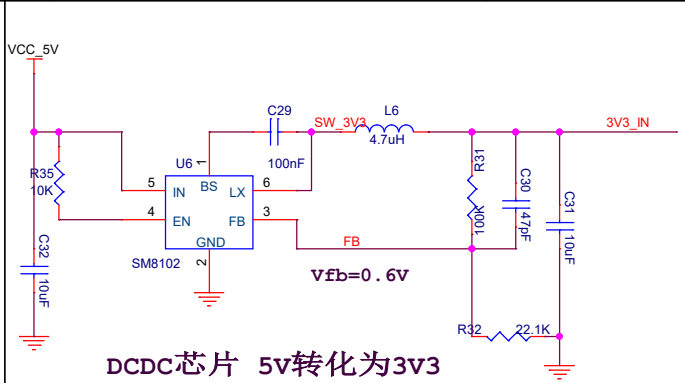 VCC_5V
C29
SW_3V3
L6
3V3_IN
4.7uH
100nF
U6
1
R35
10K
5
IN
BS
LX
6
4
EN
FB
3
GND
2
SM8102
FB
Vfb=0.6V
R31
100K
C30
47pF
C31
10uF
C32
10uF
R32
22.1K
DCDC芯片 5V转化为3V3